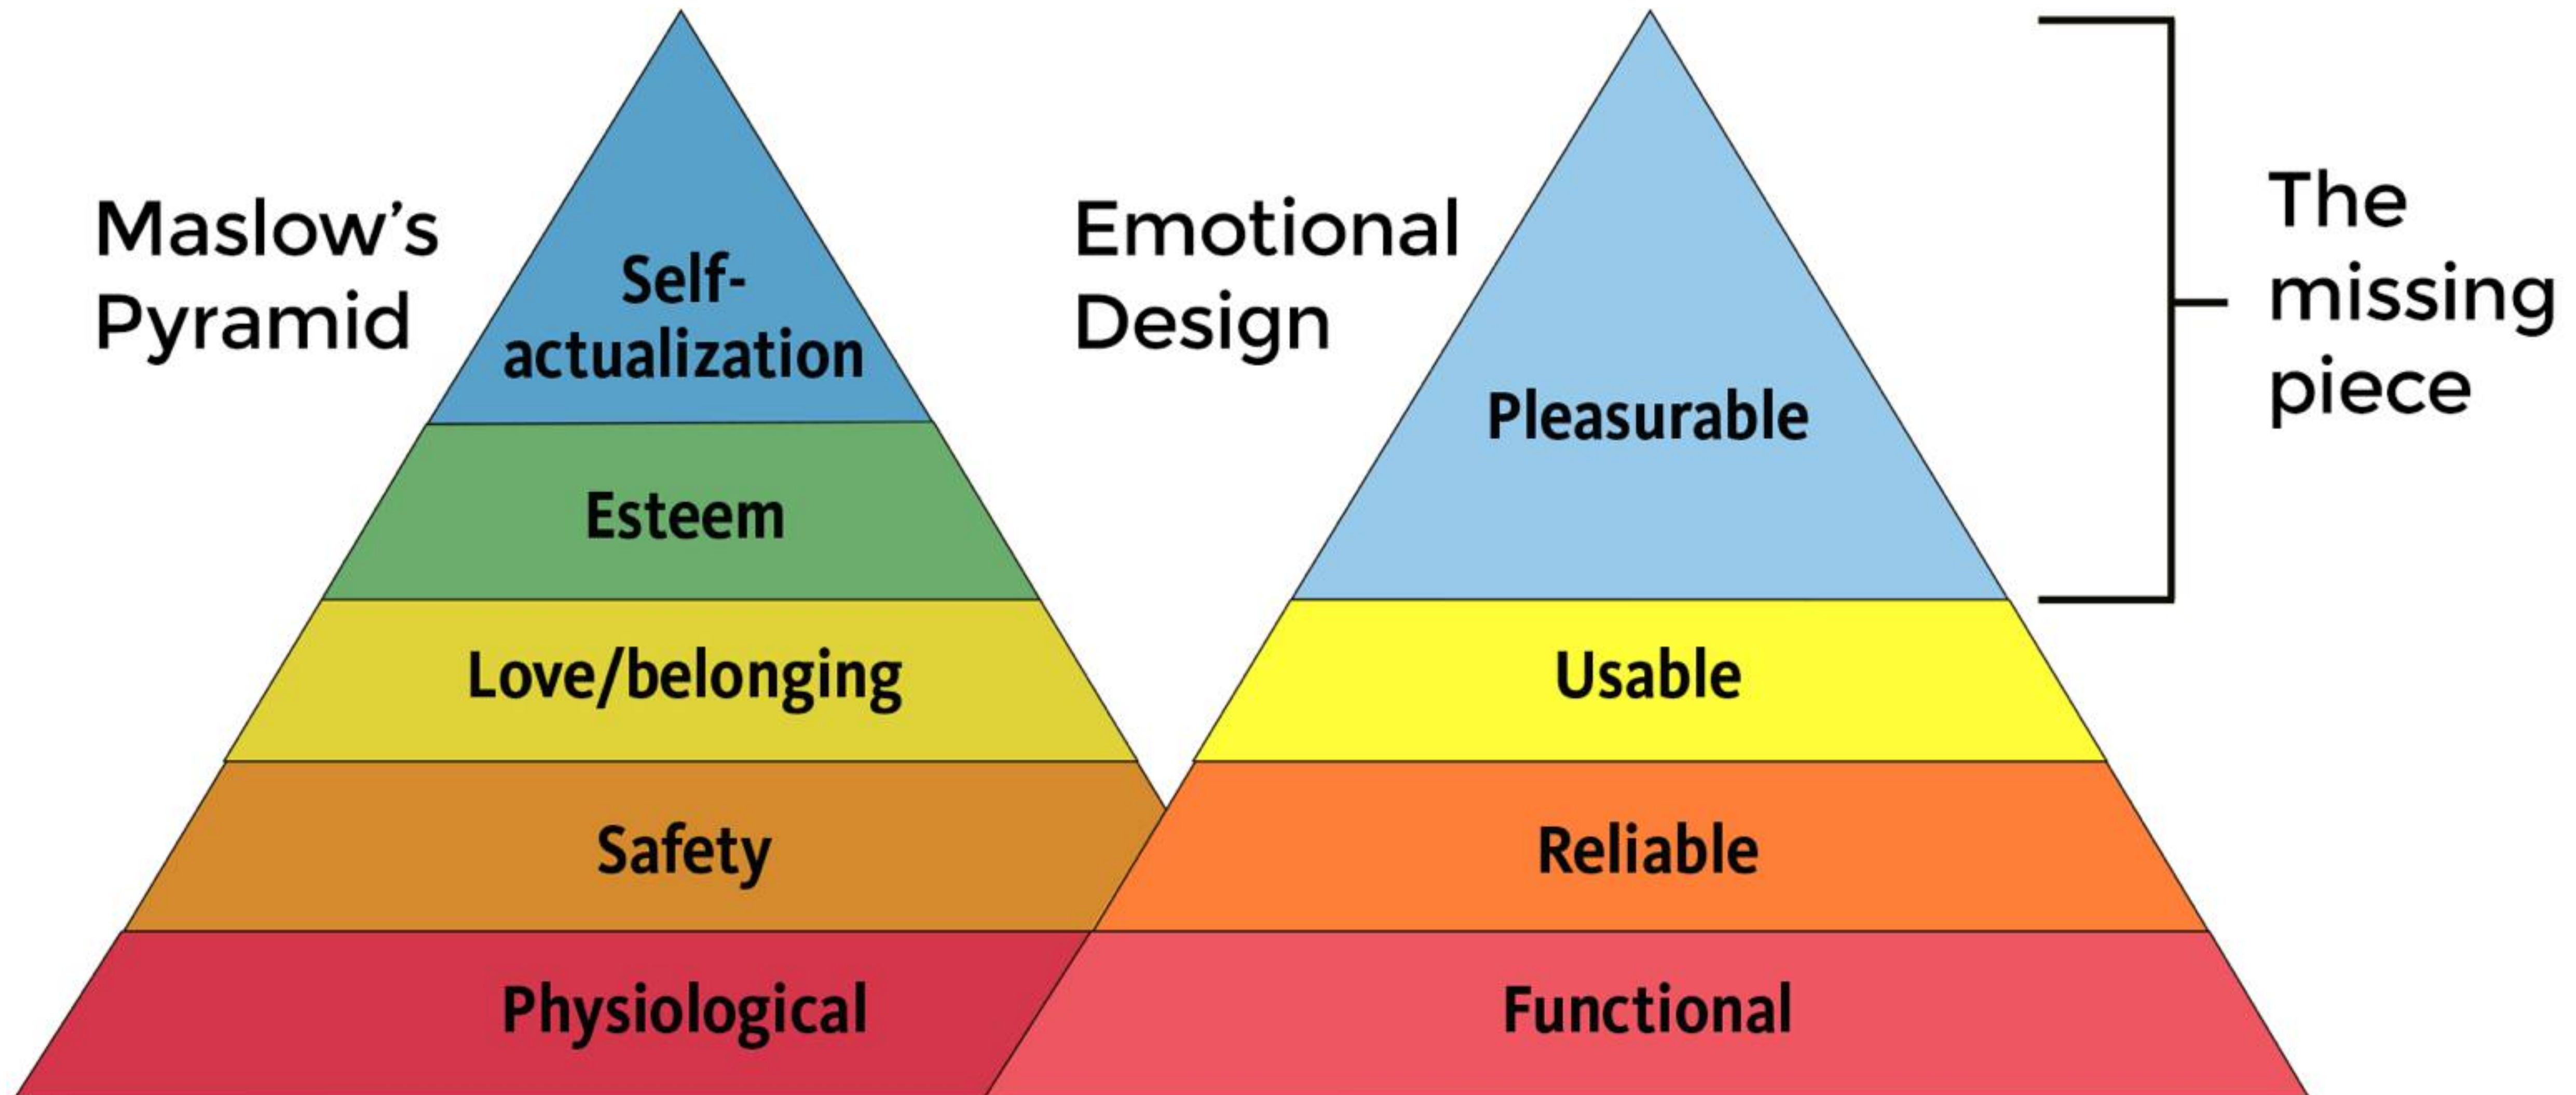 Maslow’s
Pyramid
Self-
actualization
Esteem
Love/belonging
Safety
Physiological
Emotional
Design
Pleasurable
Usable
Reliable
Functional
The
missing
piece